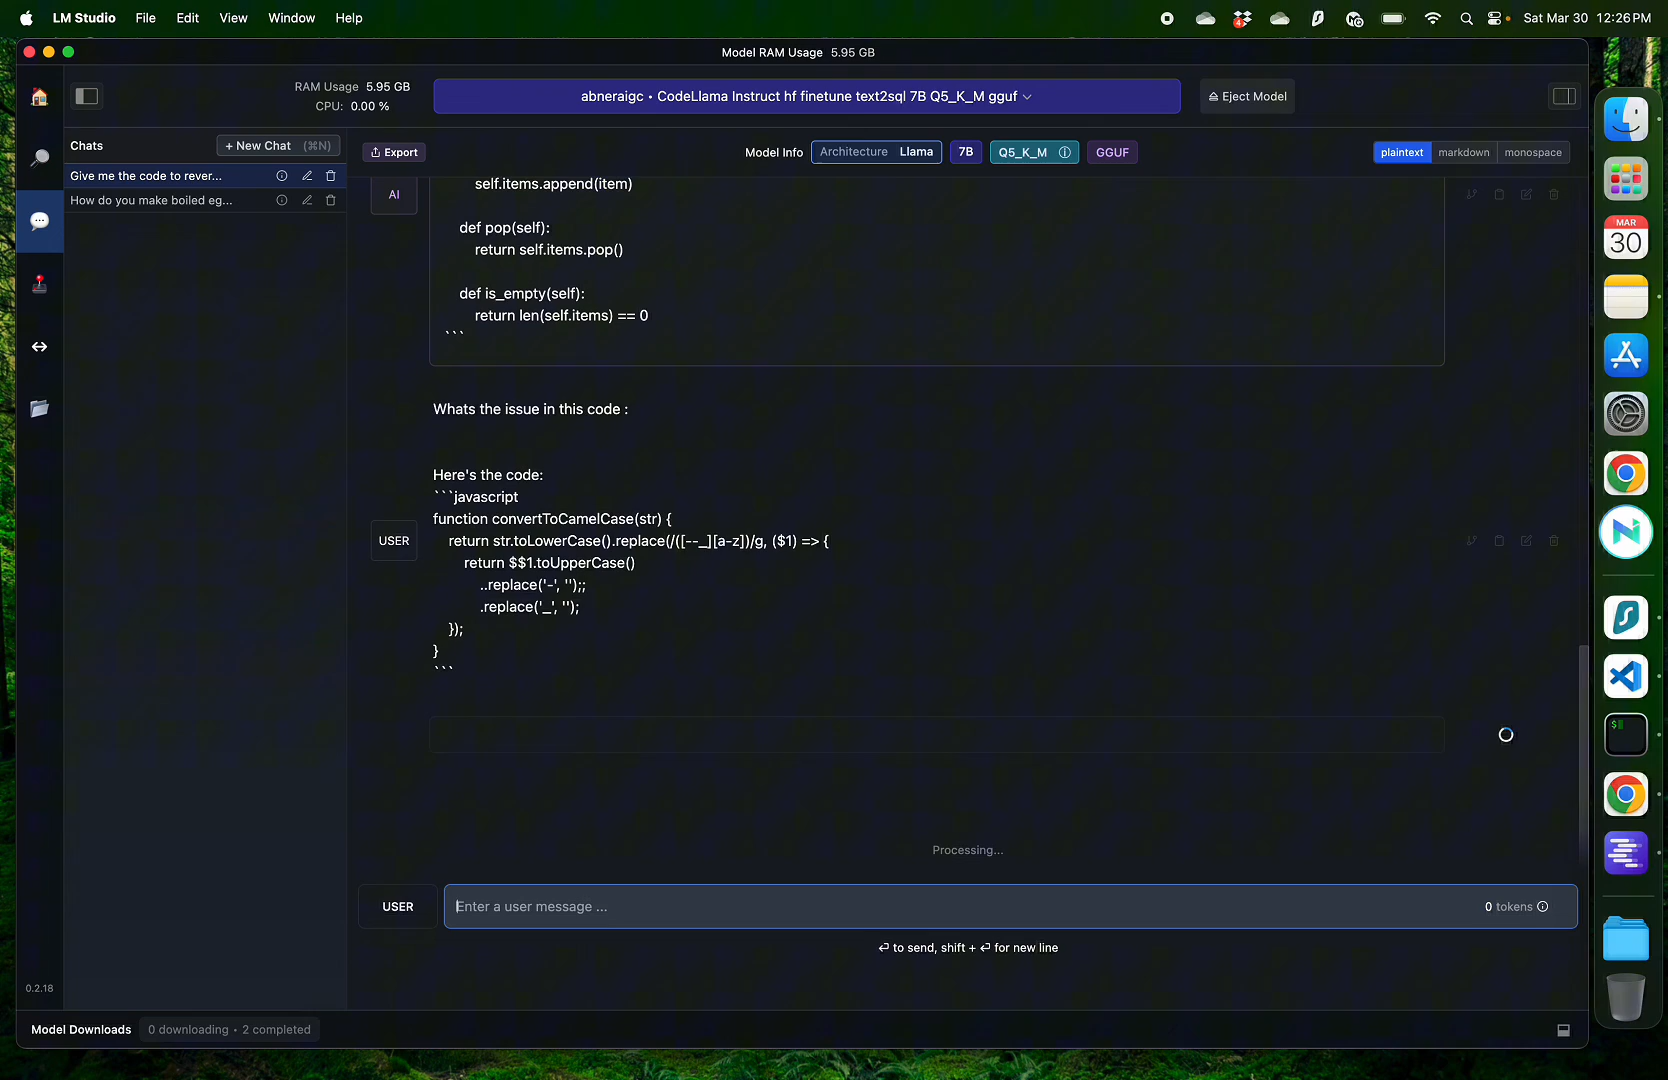 LM Studio File Edit View Window Help
4
Sat Mar 30 12:26 PM
Model RAM Usage 5.95 GB
RAM Usage 5.95 GB
CPU: 0.00 %
abneraigc • CodeLlama Instruct hf finetune text2sql 7B Q5_K_M gguf
Eject Model
Chats
+ New Chat (⌘N)
Export
Model Info
Architecture Llama
7B
Q5_K_M
GGUF
plaintext markdown monospace
Give me the code to rever...
How do you make boiled eg...
AI
self.items.append(item)
def pop(self):
return self.items.pop()
def is_empty(self):
return len(self.items) == 0
```
Whats the issue in this code :
Here's the code:
```javascript
function convertToCamelCase(str) {
USER
return str.toLowerCase().replace(/([--_][a-z])/g, ($1) => {
return $$1.toUpperCase()
..replace('-', '');;
.replace('_', '');
});
}
```
Processing...
USER
Enter a user message ...
0 tokens
⏎ to send, shift + ⏎ for new line
0.2.18
Model Downloads
0 downloading • 2 completed
MAR
30
$